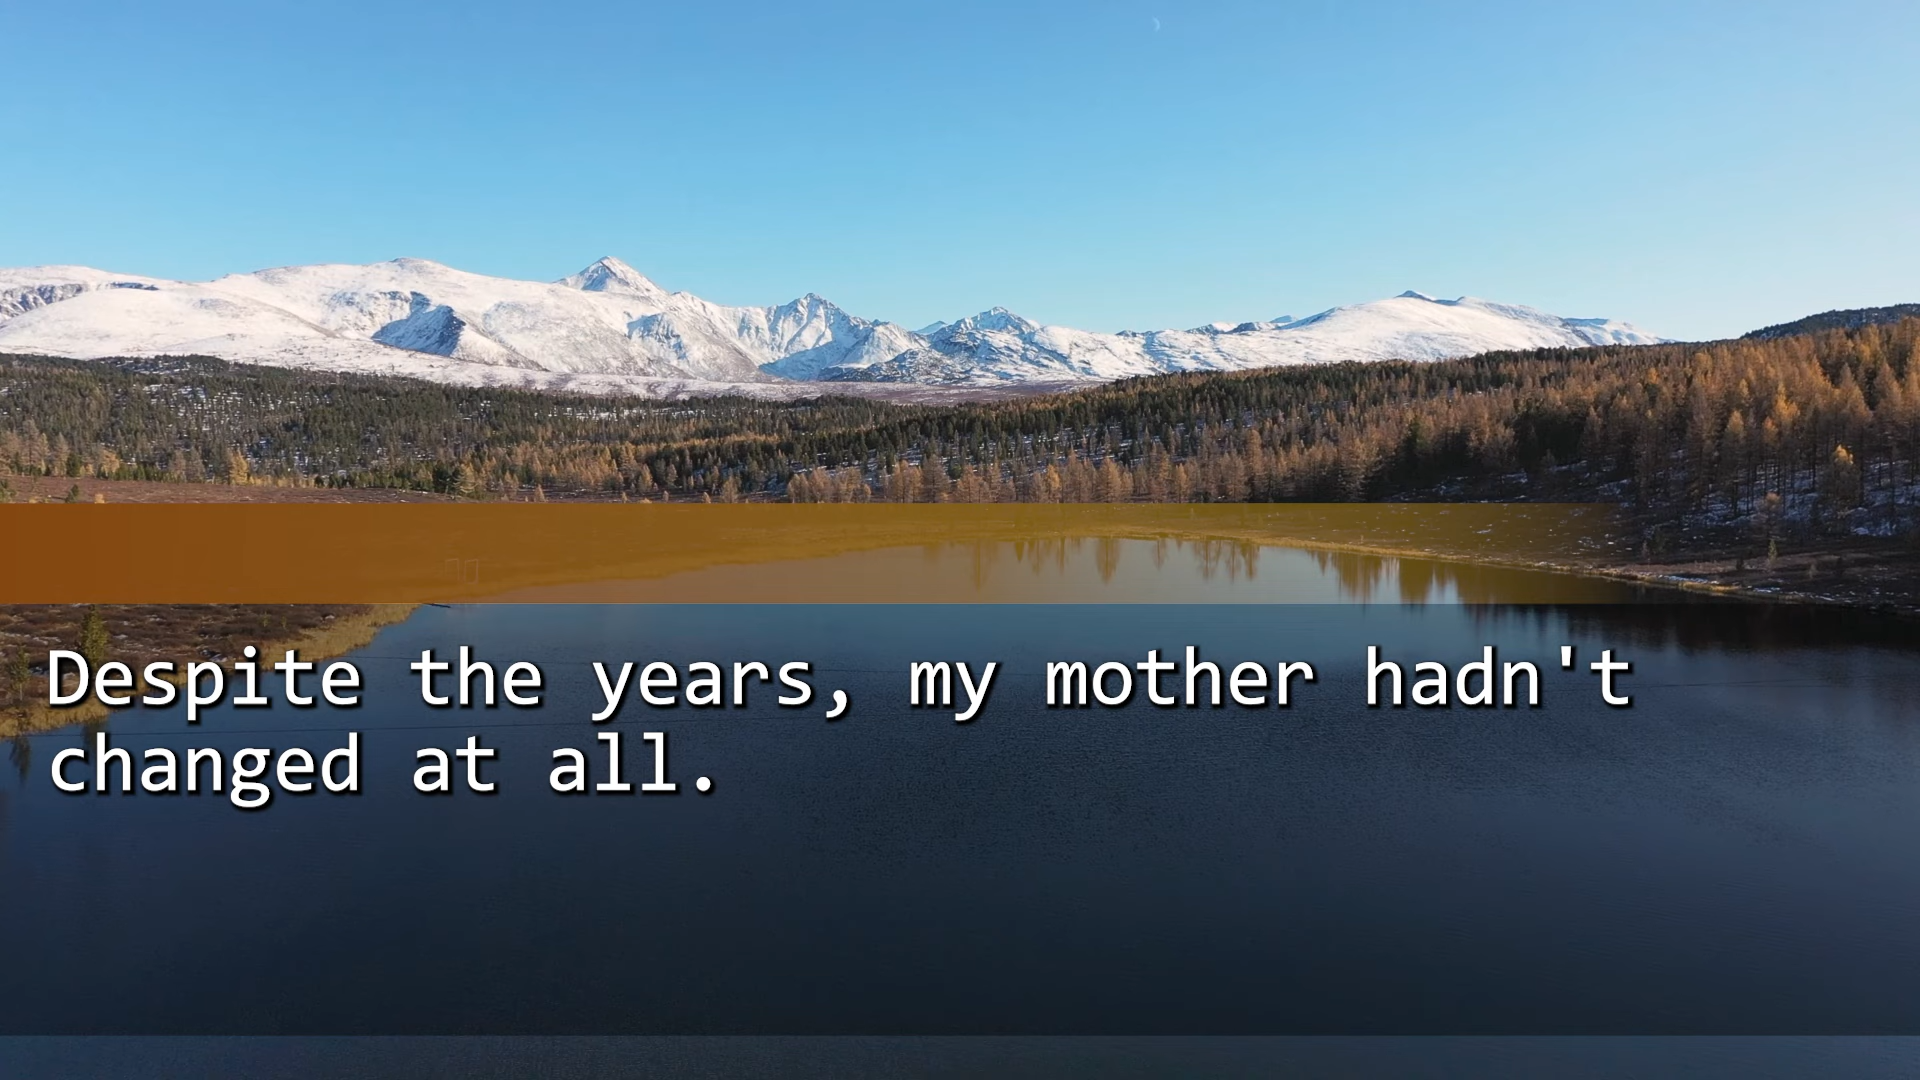 Despite the years, my mother hadn't
changed at all.